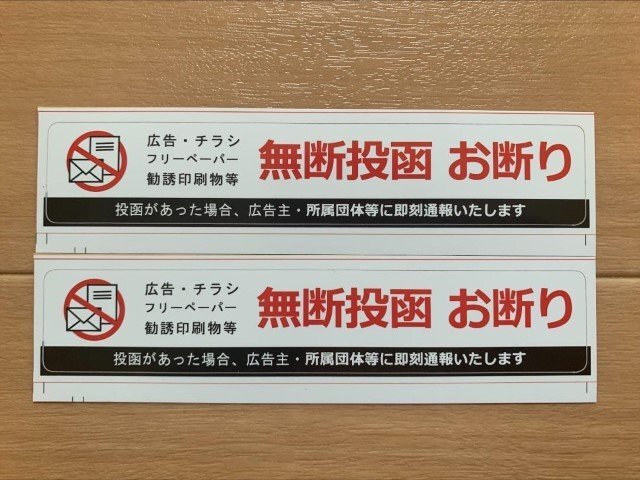 広告・チラシ
フリーペーパー
勧誘印刷物等
無断投函 お断り
投函があった場合、広告主・所属団体等に即刻通報いたします
広告・チラシ
フリーペーパー
勧誘印刷物等
無断投函 お断り
投函があった場合、広告主・所属団体等に即刻通報いたします